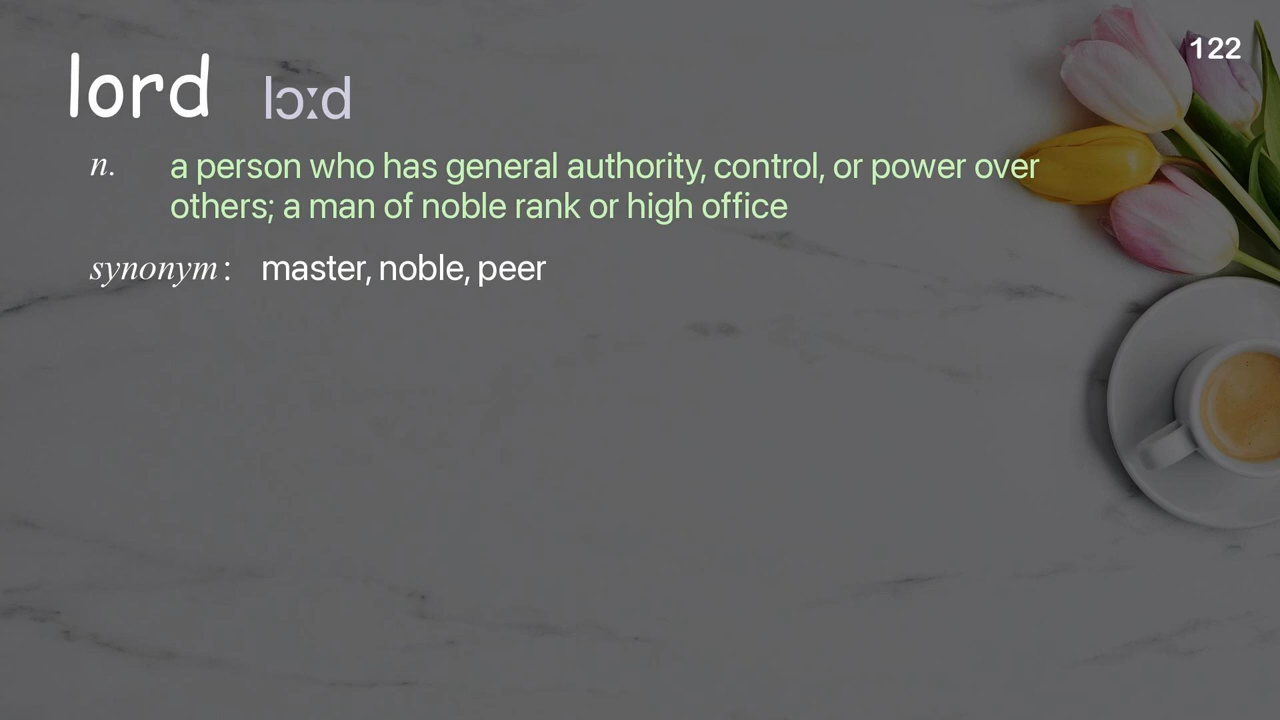 122
lord lɔːd
n. a person who has general authority, control, or power over
others; a man of noble rank or high office
synonym : master, noble, peer